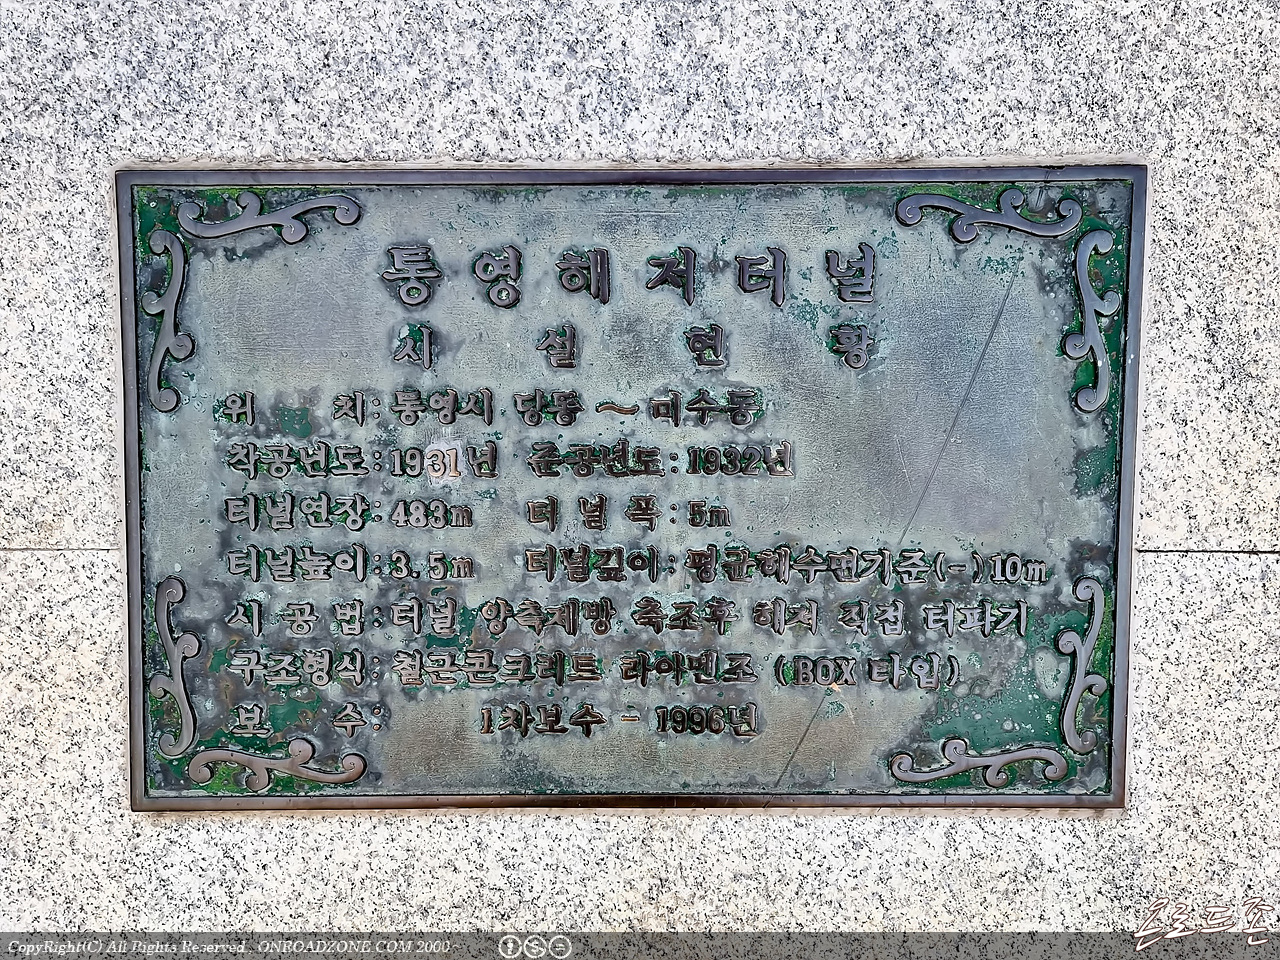 통영해저터널
시설현황
위 치 : 통영시 당동 ~ 미수동
착공년도 : 1931년 준공년도 : 1932년
터널연장 : 483m 터 널 폭 : 5m
터널높이 : 3.5m 터널깊이 : 평균해수면기준(-)10m
시 공 법 : 터널 양측제방 축조후 해저 직접 터파기
구조형식 : 철근콘크리트 라아멘조 (BOX 타입)
보 수 : 1차보수 - 1996년
CopyRight(C) All Rights Reserved. ONROADZONE.COM 2000
온로드존